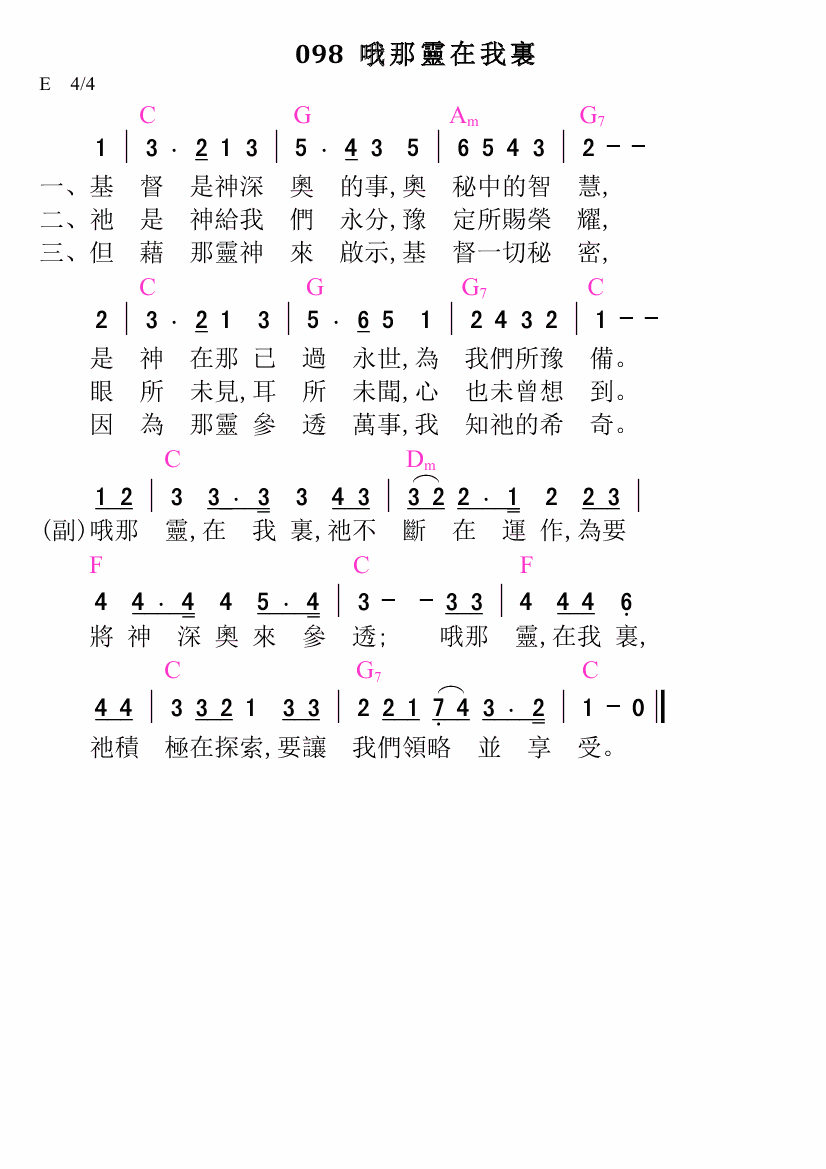 098 哦那靈在我裏
E 4/4
C G Am G7
1 | 3 · 2 1 3 | 5 · 4 3 5 | 6 5 4 3 | 2 - -
一、基 督 是神深 奧 的事,奧 秘中的智 慧,
二、祂 是 神給我 們 永分,豫 定所賜榮 耀,
三、但 藉 那靈神 來 啟示,基 督一切秘 密,
C G G7 C
2 | 3 · 2 1 3 | 5 · 6 5 1 | 2 4 3 2 | 1 - -
是 神 在那 已 過 永世,為 我們所豫 備。
眼 所 未見,耳 所 未聞,心 也未曾想 到。
因 為 那靈 參 透 萬事,我 知祂的希 奇。
C Dm
1 2 | 3 3 · 3 3 4 3 | 3 2 2 · 1 2 2 3 |
(副)哦那 靈,在 我 裏,祂不 斷 在 運 作,為要
F C F
4 4 · 4 4 5 · 4 | 3 - - 3 3 | 4 4 4 6
將 神 深 奧 來 參 透; 哦那 靈,在我 裏,
C G7 C
4 4 | 3 3 2 1 3 3 | 2 2 1 7 4 3 · 2 | 1 - 0 ‖
祂積 極在探索,要讓 我們領略 並 享 受。